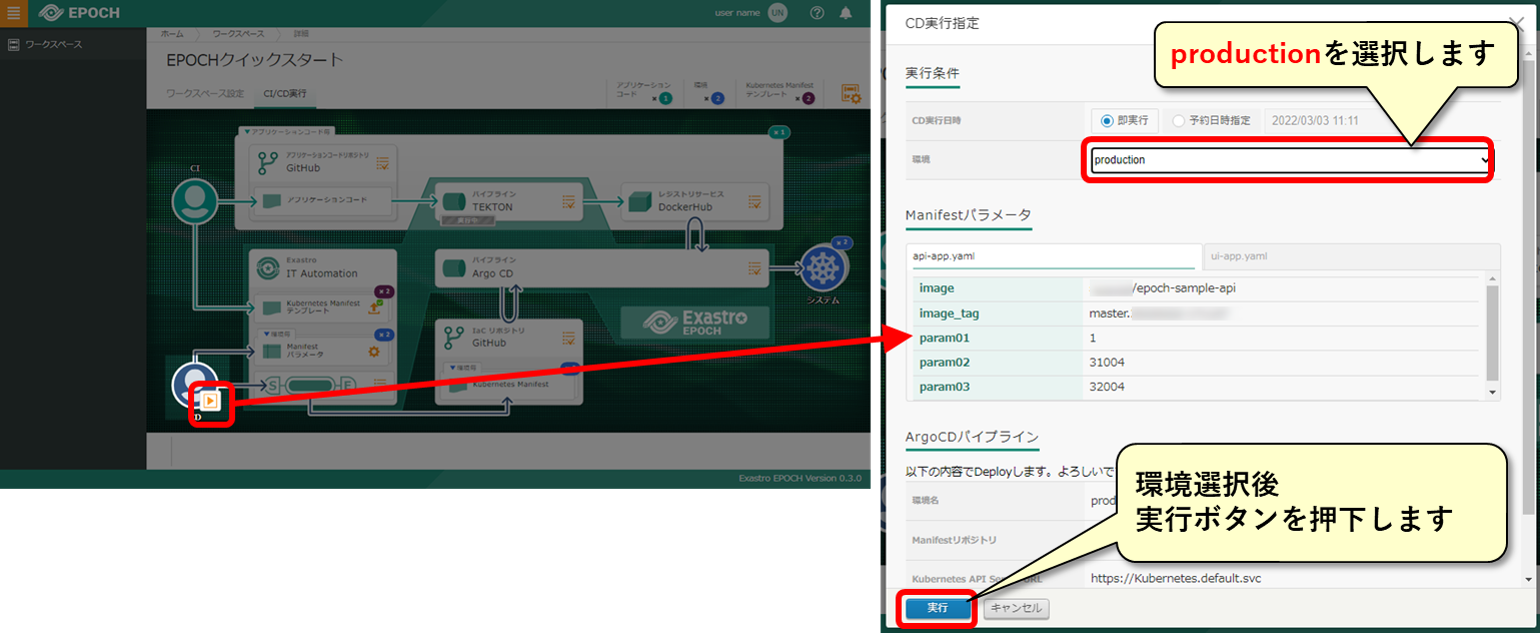 EPOCH
user name
UN
ワークスペース
ホーム
ワークスペース
詳細
EPOCHクイックスタート
ワークスペース設定
CI/CD実行
アプリケーション
コード
× 1
環境
× 2
Kubernetes Manifest
テンプレート
× 2
▼アプリケーションコード毎
× 1
CI
アプリケーションコードリポジトリ
GitHub
アプリケーションコード
パイプライン
TEKTON
実行中
レジストリサービス
DockerHub
Exastro
IT Automation
× 2
Kubernetes Manifest
テンプレート
▼環境毎
× 2
Manifest
パラメータ
S
E
パイプライン
Argo CD
× 2
システム
IaC リポジトリ
GitHub
▼環境毎
Kubernetes Manifest
Exastro
EPOCH
Exastro EPOCH Version 0.3.0
CD実行指定
productionを選択します
実行条件
CD実行日時
即実行
予約日時指定
2022/03/03 11:11
環境
production
Manifestパラメータ
api-app.yaml
ui-app.yaml
image
/epoch-sample-api
image_tag
master.
param01
1
param02
31004
param03
32004
ArgoCDパイプライン
以下の内容でDeployします。よろしいで
環境選択後
実行ボタンを押下します
環境名
prod
Manifestリポジトリ
Kubernetes API
URL
https://Kubernetes.default.svc
実行
キャンセル